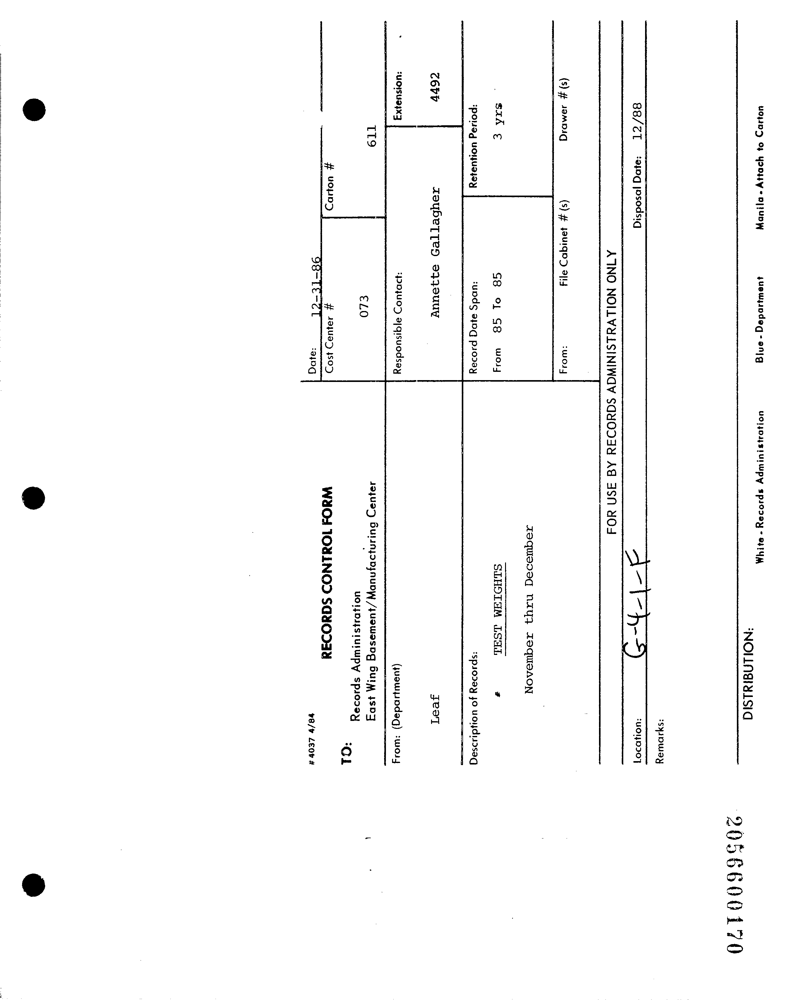 # 4037 4/84
RECORDS CONTROL FORM
Date: 12-31-86
TO: Records Administration
East Wing Basement/Manufacturing Center
Cost Center #
073
Carton #
611
From: (Department)
Leaf
Responsible Contact:
Annette Gallagher
Extension:
4492
Description of Records:
TEST WEIGHTS
November thru December
Record Date Span:
From 85 To 85
Retention Period:
3 yrs
From: File Cabinet # (s) Drawer # (s)
FOR USE BY RECORDS ADMINISTRATION ONLY
Location: G-4-1-F Disposal Date: 12/88
Remarks:
DISTRIBUTION:
White - Records Administration Blue - Department Manila - Attach to Carton
2056600170